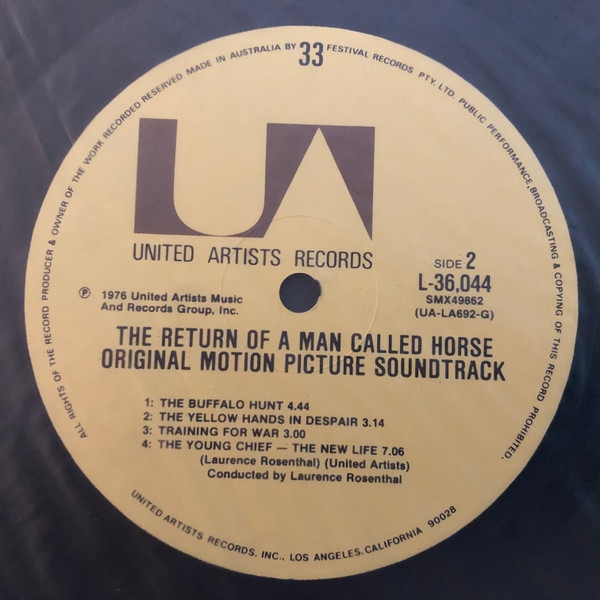 ALL RIGHTS OF THE RECORD PRODUCER & OWNER OF THE WORK RECORDED RESERVED MADE IN AUSTRALIA BY 33 FESTIVAL RECORDS PTY. LTD. PUBLIC PERFORMANCE, BROADCASTING & COPYING OF THIS RECORD PROHIBITED.
UA
UNITED ARTISTS RECORDS
SIDE 2
L-36,044
SMX49862
(UA-LA692-G)
℗ 1976 United Artists Music
And Records Group, Inc.
THE RETURN OF A MAN CALLED HORSE
ORIGINAL MOTION PICTURE SOUNDTRACK
1: THE BUFFALO HUNT 4.44
2: THE YELLOW HANDS IN DESPAIR 3.14
3: TRAINING FOR WAR 3.00
4: THE YOUNG CHIEF — THE NEW LIFE 7.06
(Laurence Rosenthal) (United Artists)
Conducted by Laurence Rosenthal
UNITED ARTISTS RECORDS, INC., LOS ANGELES, CALIFORNIA 90028